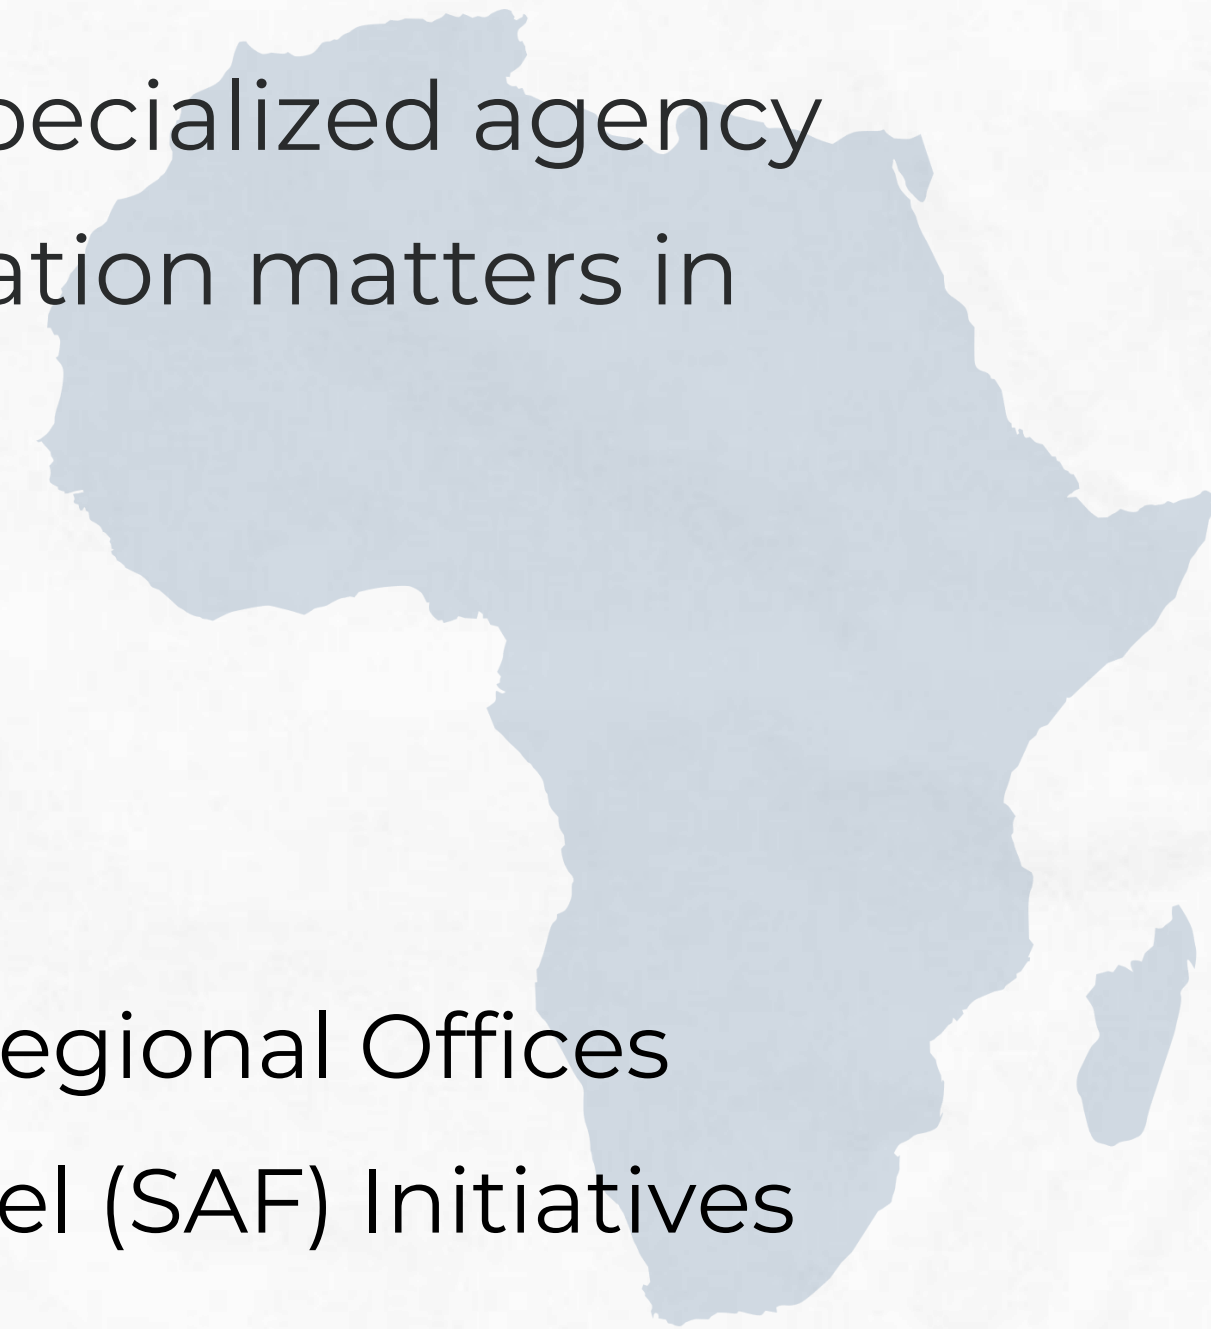 pecialized agency
ation matters in
egional Offices
el (SAF) Initiatives